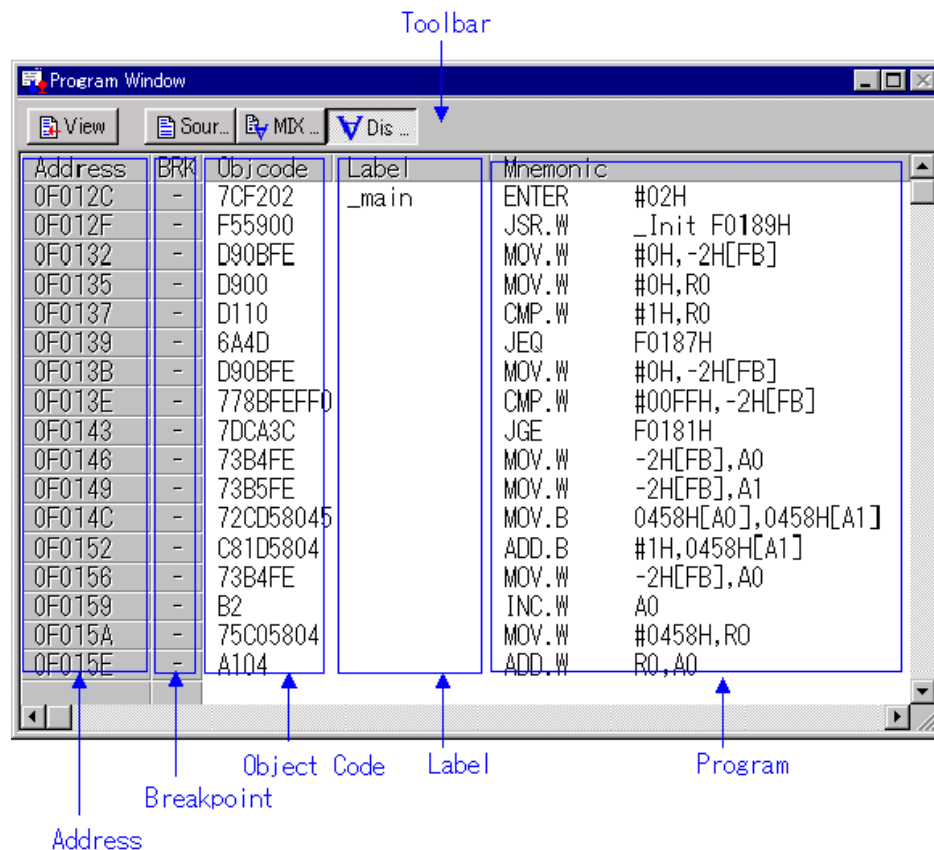 Toolbar
Program Window
View Sour... MIX ... Dis ...
Address BRK Objcode Label Mnemonic
0F012C - 7CF202 _main ENTER #02H
0F012F - F55900 JSR.W _Init F0189H
0F0132 - D90BFE MOV.W #0H,-2H[FB]
0F0135 - D900 MOV.W #0H,R0
0F0137 - D110 CMP.W #1H,R0
0F0139 - 6A4D JEQ F0187H
0F013B - D90BFE MOV.W #0H,-2H[FB]
0F013E - 778BFEFF0 CMP.W #00FFH,-2H[FB]
0F0143 - 7DCA3C JGE F0181H
0F0146 - 73B4FE MOV.W -2H[FB],A0
0F0149 - 73B5FE MOV.W -2H[FB],A1
0F014C - 72CD58045 MOV.B 0458H[A0],0458H[A1]
0F0152 - C81D5804 ADD.B #1H,0458H[A1]
0F0156 - 73B4FE MOV.W -2H[FB],A0
0F0159 - B2 INC.W A0
0F015A - 75C05804 MOV.W #0458H,R0
0F015E - A104 ADD.W R0,A0
Object Code Label Program
Breakpoint
Address